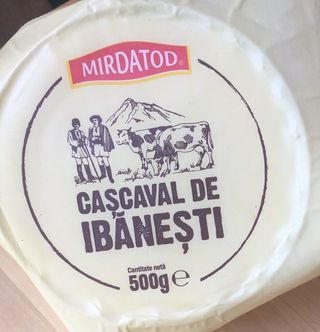 MIRDATOD®
CAȘCAVAL DE
IBĂNEȘTI
Cantitate netă
500g ℮